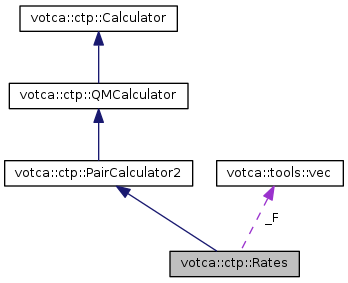 votca::ctp::Calculator
votca::ctp::QMCalculator
votca::ctp::PairCalculator2
votca::tools::vec
_F
votca::ctp::Rates